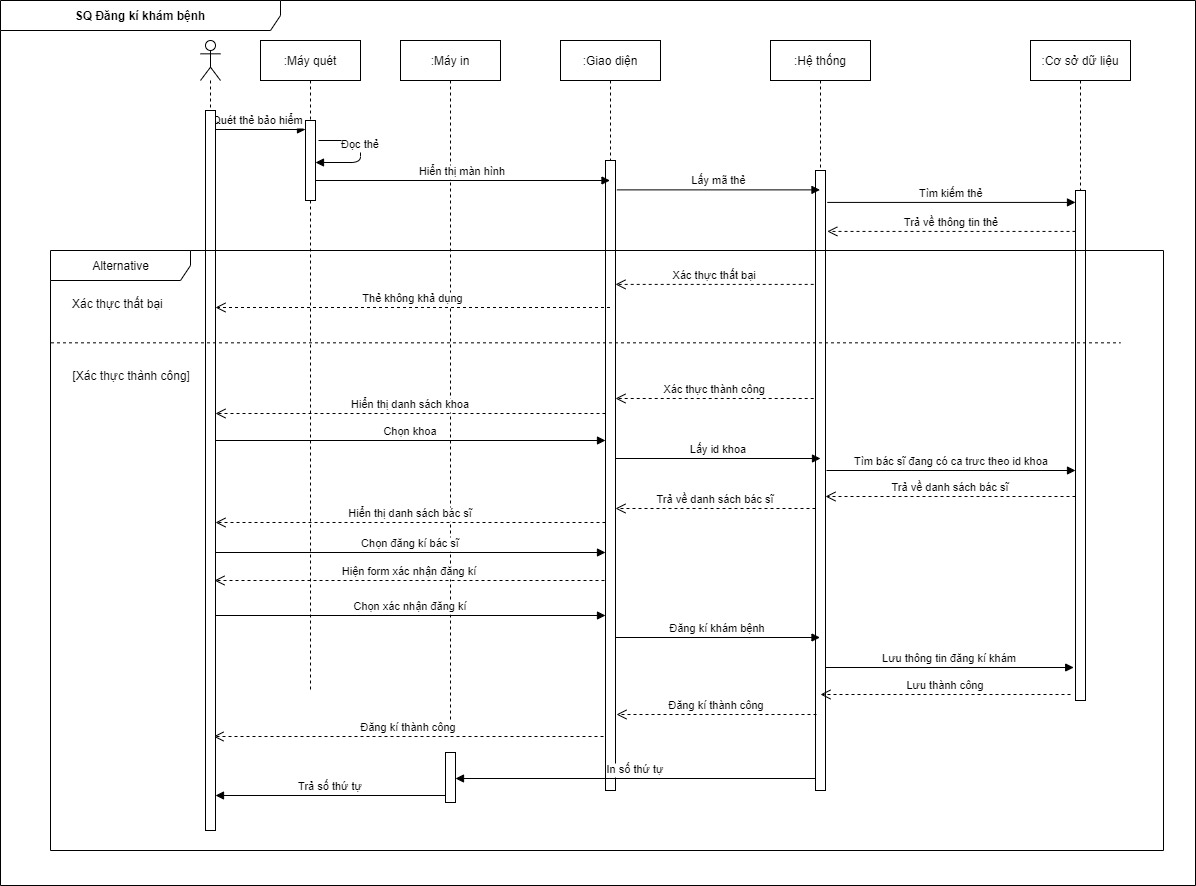 SQ Đăng kí khám bệnh
:Máy quét
:Máy in
:Giao diện
:Hệ thống
:Cơ sở dữ liệu
Quét thẻ bảo hiểm
Đọc thẻ
Hiển thị màn hình
Lấy mã thẻ
Tìm kiếm thẻ
Trả về thông tin thẻ
Alternative
Xác thực thất bại
Xác thực thất bại
Thẻ không khả dụng
[Xác thực thành công]
Xác thực thành công
Hiển thị danh sách khoa
Chọn khoa
Lấy id khoa
Tìm bác sĩ đang có ca trưc theo id khoa
Trả về danh sách bác sĩ
Trả về danh sách bác sĩ
Hiển thị danh sách bác sĩ
Chọn đăng kí bác sĩ
Hiện form xác nhận đăng kí
Chọn xác nhận đăng kí
Đăng kí khám bệnh
Lưu thông tin đăng kí khám
Lưu thành công
Đăng kí thành công
Đăng kí thành công
In số thứ tự
Trả số thứ tự